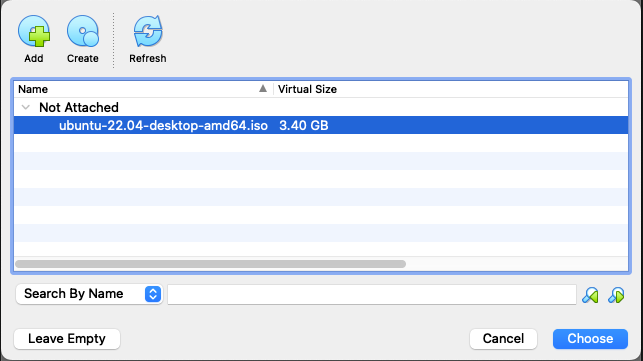 Add Create Refresh
Name Virtual Size
Not Attached
ubuntu-22.04-desktop-amd64.iso 3.40 GB
Search By Name
Leave Empty Cancel Choose